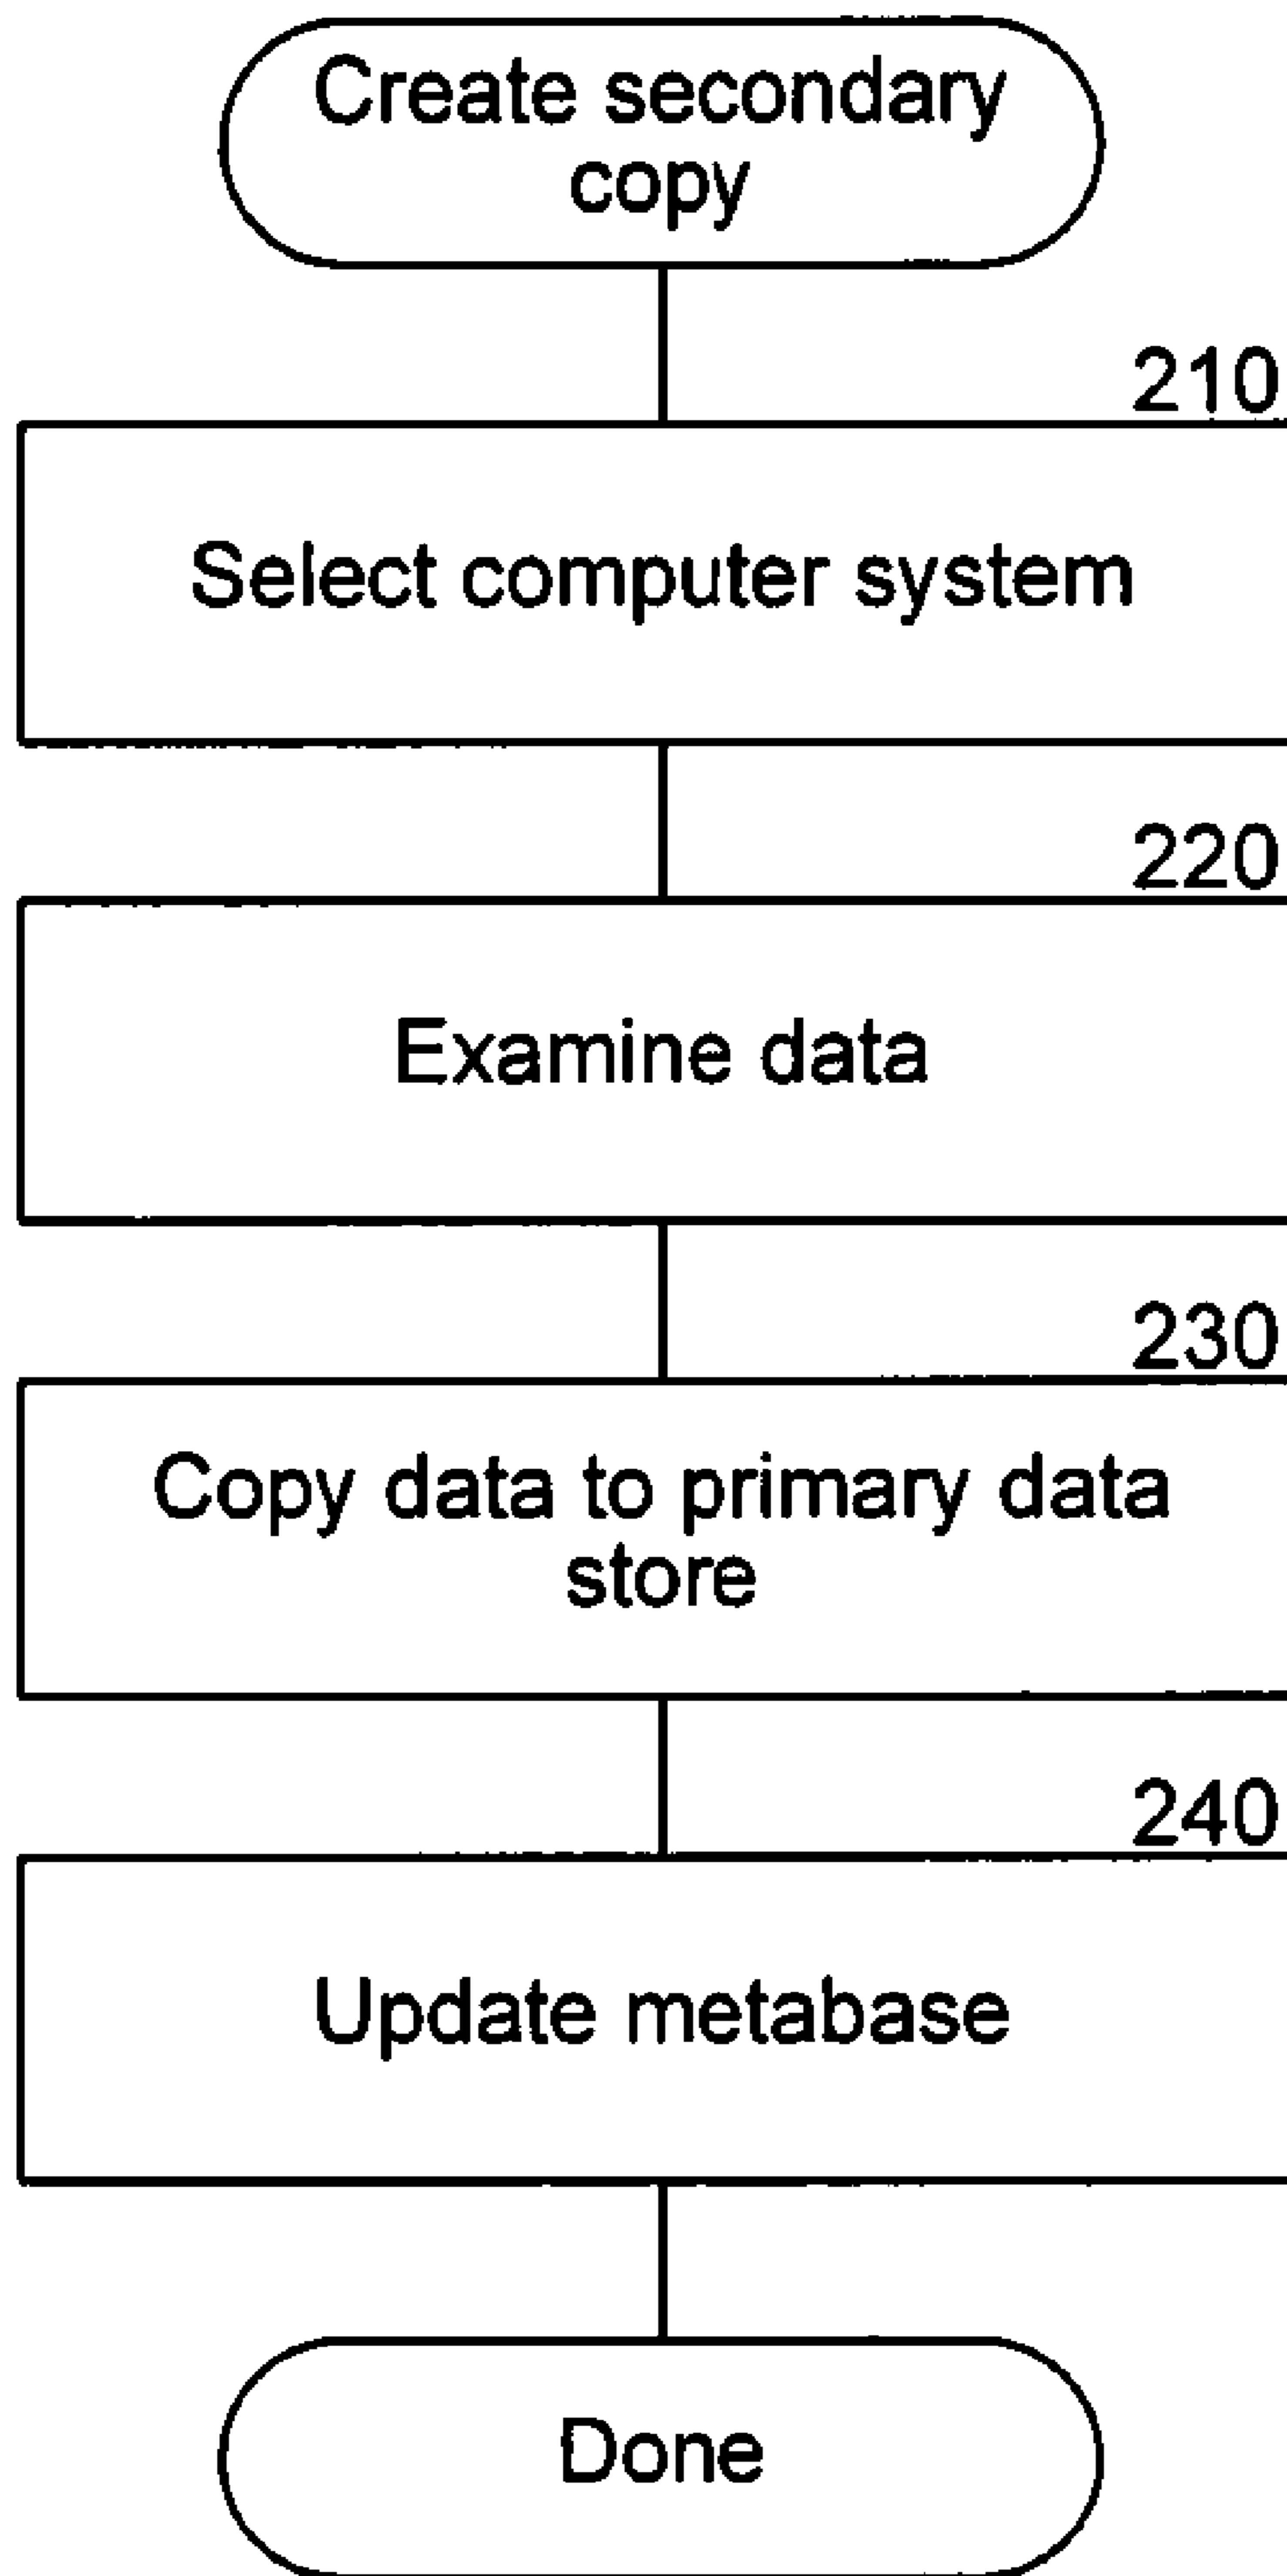 Create secondary
copy
210
Select computer system
220
Examine data
230
Copy data to primary data
store
240
Update metabase
Done